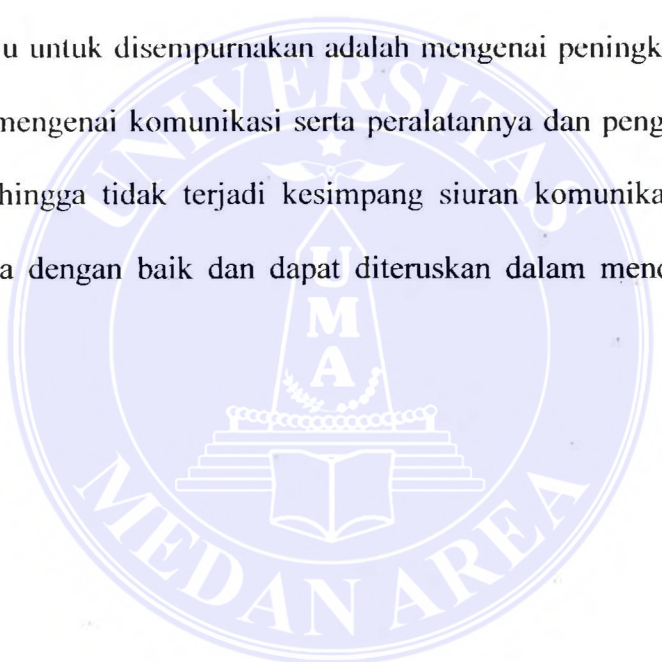 u untuk disempurnakan adalah mengenai peningk
mengenai komunikasi serta peralatannya dan peng
hingga tidak terjadi kesimpang siuran komunika
a dengan baik dan dapat diteruskan dalam menc
UNIVERSITAS
U
M
A
MEDAN AREA